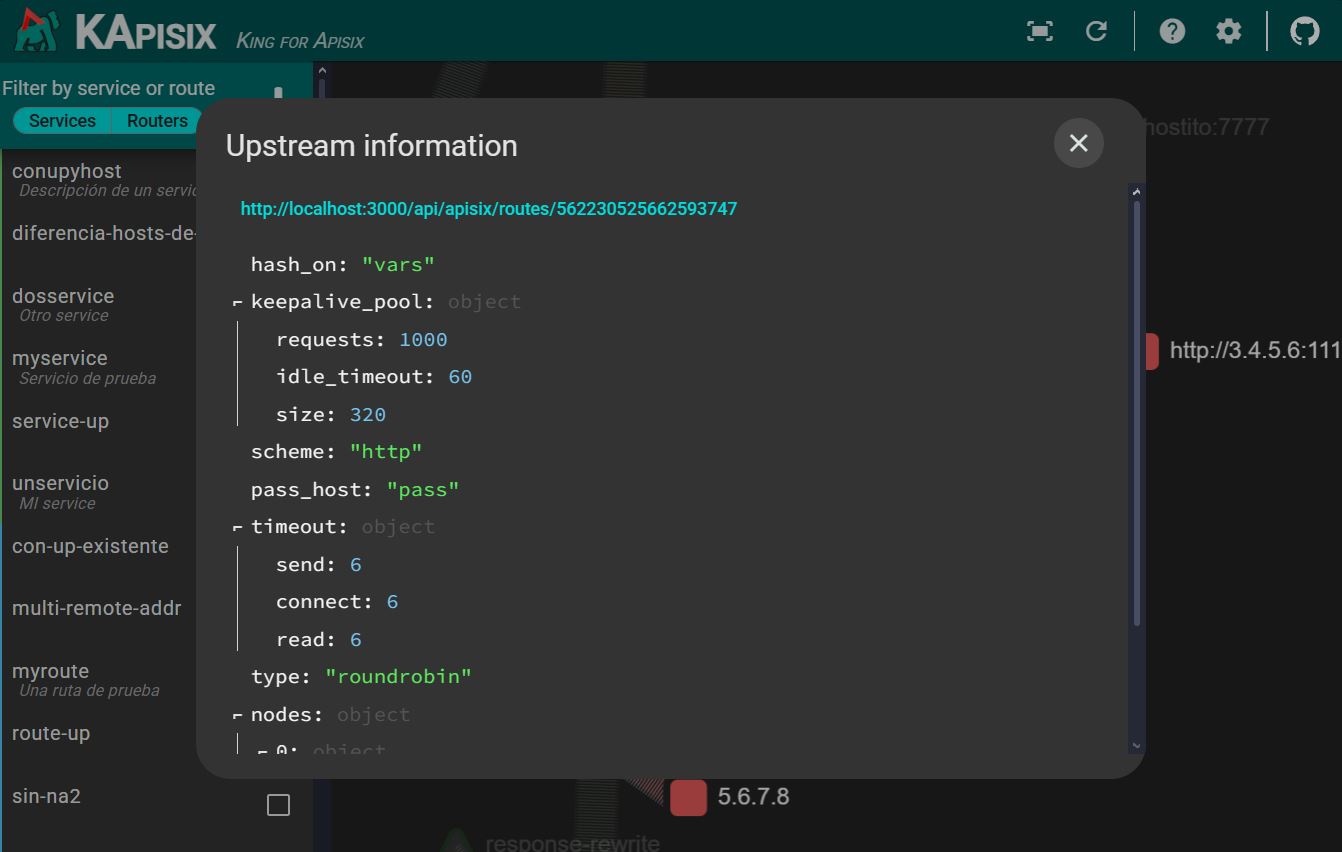 KAPISIX King for Apisix
Filter by service or route
Services Routers
conupyhost
Descripción de un servic
diferencia-hosts-de-
dosservice
Otro service
myservice
Servicio de prueba
service-up
unservicio
MI service
con-up-existente
multi-remote-addr
myroute
Una ruta de prueba
route-up
sin-na2
Upstream information
http://localhost:3000/api/apisix/routes/562230525662593747
hash_on: "vars"
keepalive_pool: object
requests: 1000
idle_timeout: 60
size: 320
scheme: "http"
pass_host: "pass"
timeout: object
send: 6
connect: 6
read: 6
type: "roundrobin"
nodes: object
0: object
hostito:7777
http://3.4.5.6:111
5.6.7.8
response-rewrite